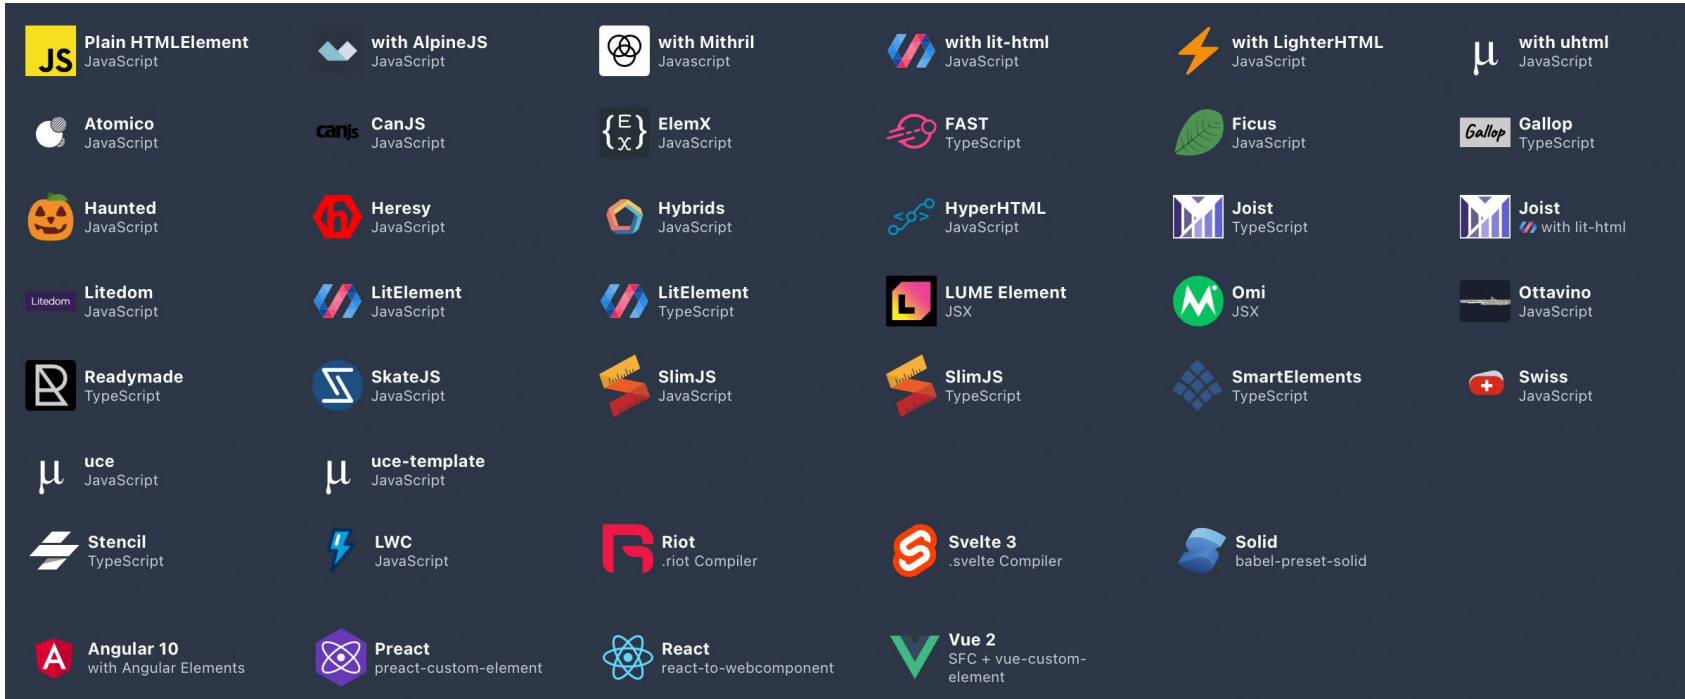 JS
Plain HTMLElement
JavaScript
with AlpineJS
JavaScript
with Mithril
Javascript
with lit-html
JavaScript
with LighterHTML
JavaScript
μ
with uhtml
JavaScript
Atomico
JavaScript
canjs
CanJS
JavaScript
{E
X}
ElemX
JavaScript
FAST
TypeScript
Ficus
JavaScript
Gallop
Gallop
TypeScript
Haunted
JavaScript
h
Heresy
JavaScript
Hybrids
JavaScript
HyperHTML
JavaScript
Joist
TypeScript
Joist
with lit-html
Litedom
Litedom
JavaScript
LitElement
JavaScript
LitElement
TypeScript
L
LUME Element
JSX
M
Omi
JSX
Ottavino
JavaScript
R
Readymade
TypeScript
SkateJS
JavaScript
SlimJS
JavaScript
SlimJS
TypeScript
SmartElements
TypeScript
Swiss
JavaScript
μ
uce
JavaScript
μ
uce-template
JavaScript
Stencil
TypeScript
LWC
JavaScript
R
Riot
.riot Compiler
S
Svelte 3
.svelte Compiler
Solid
babel-preset-solid
A
Angular 10
with Angular Elements
Preact
preact-custom-element
React
react-to-webcomponent
Vue 2
SFC + vue-custom-
element